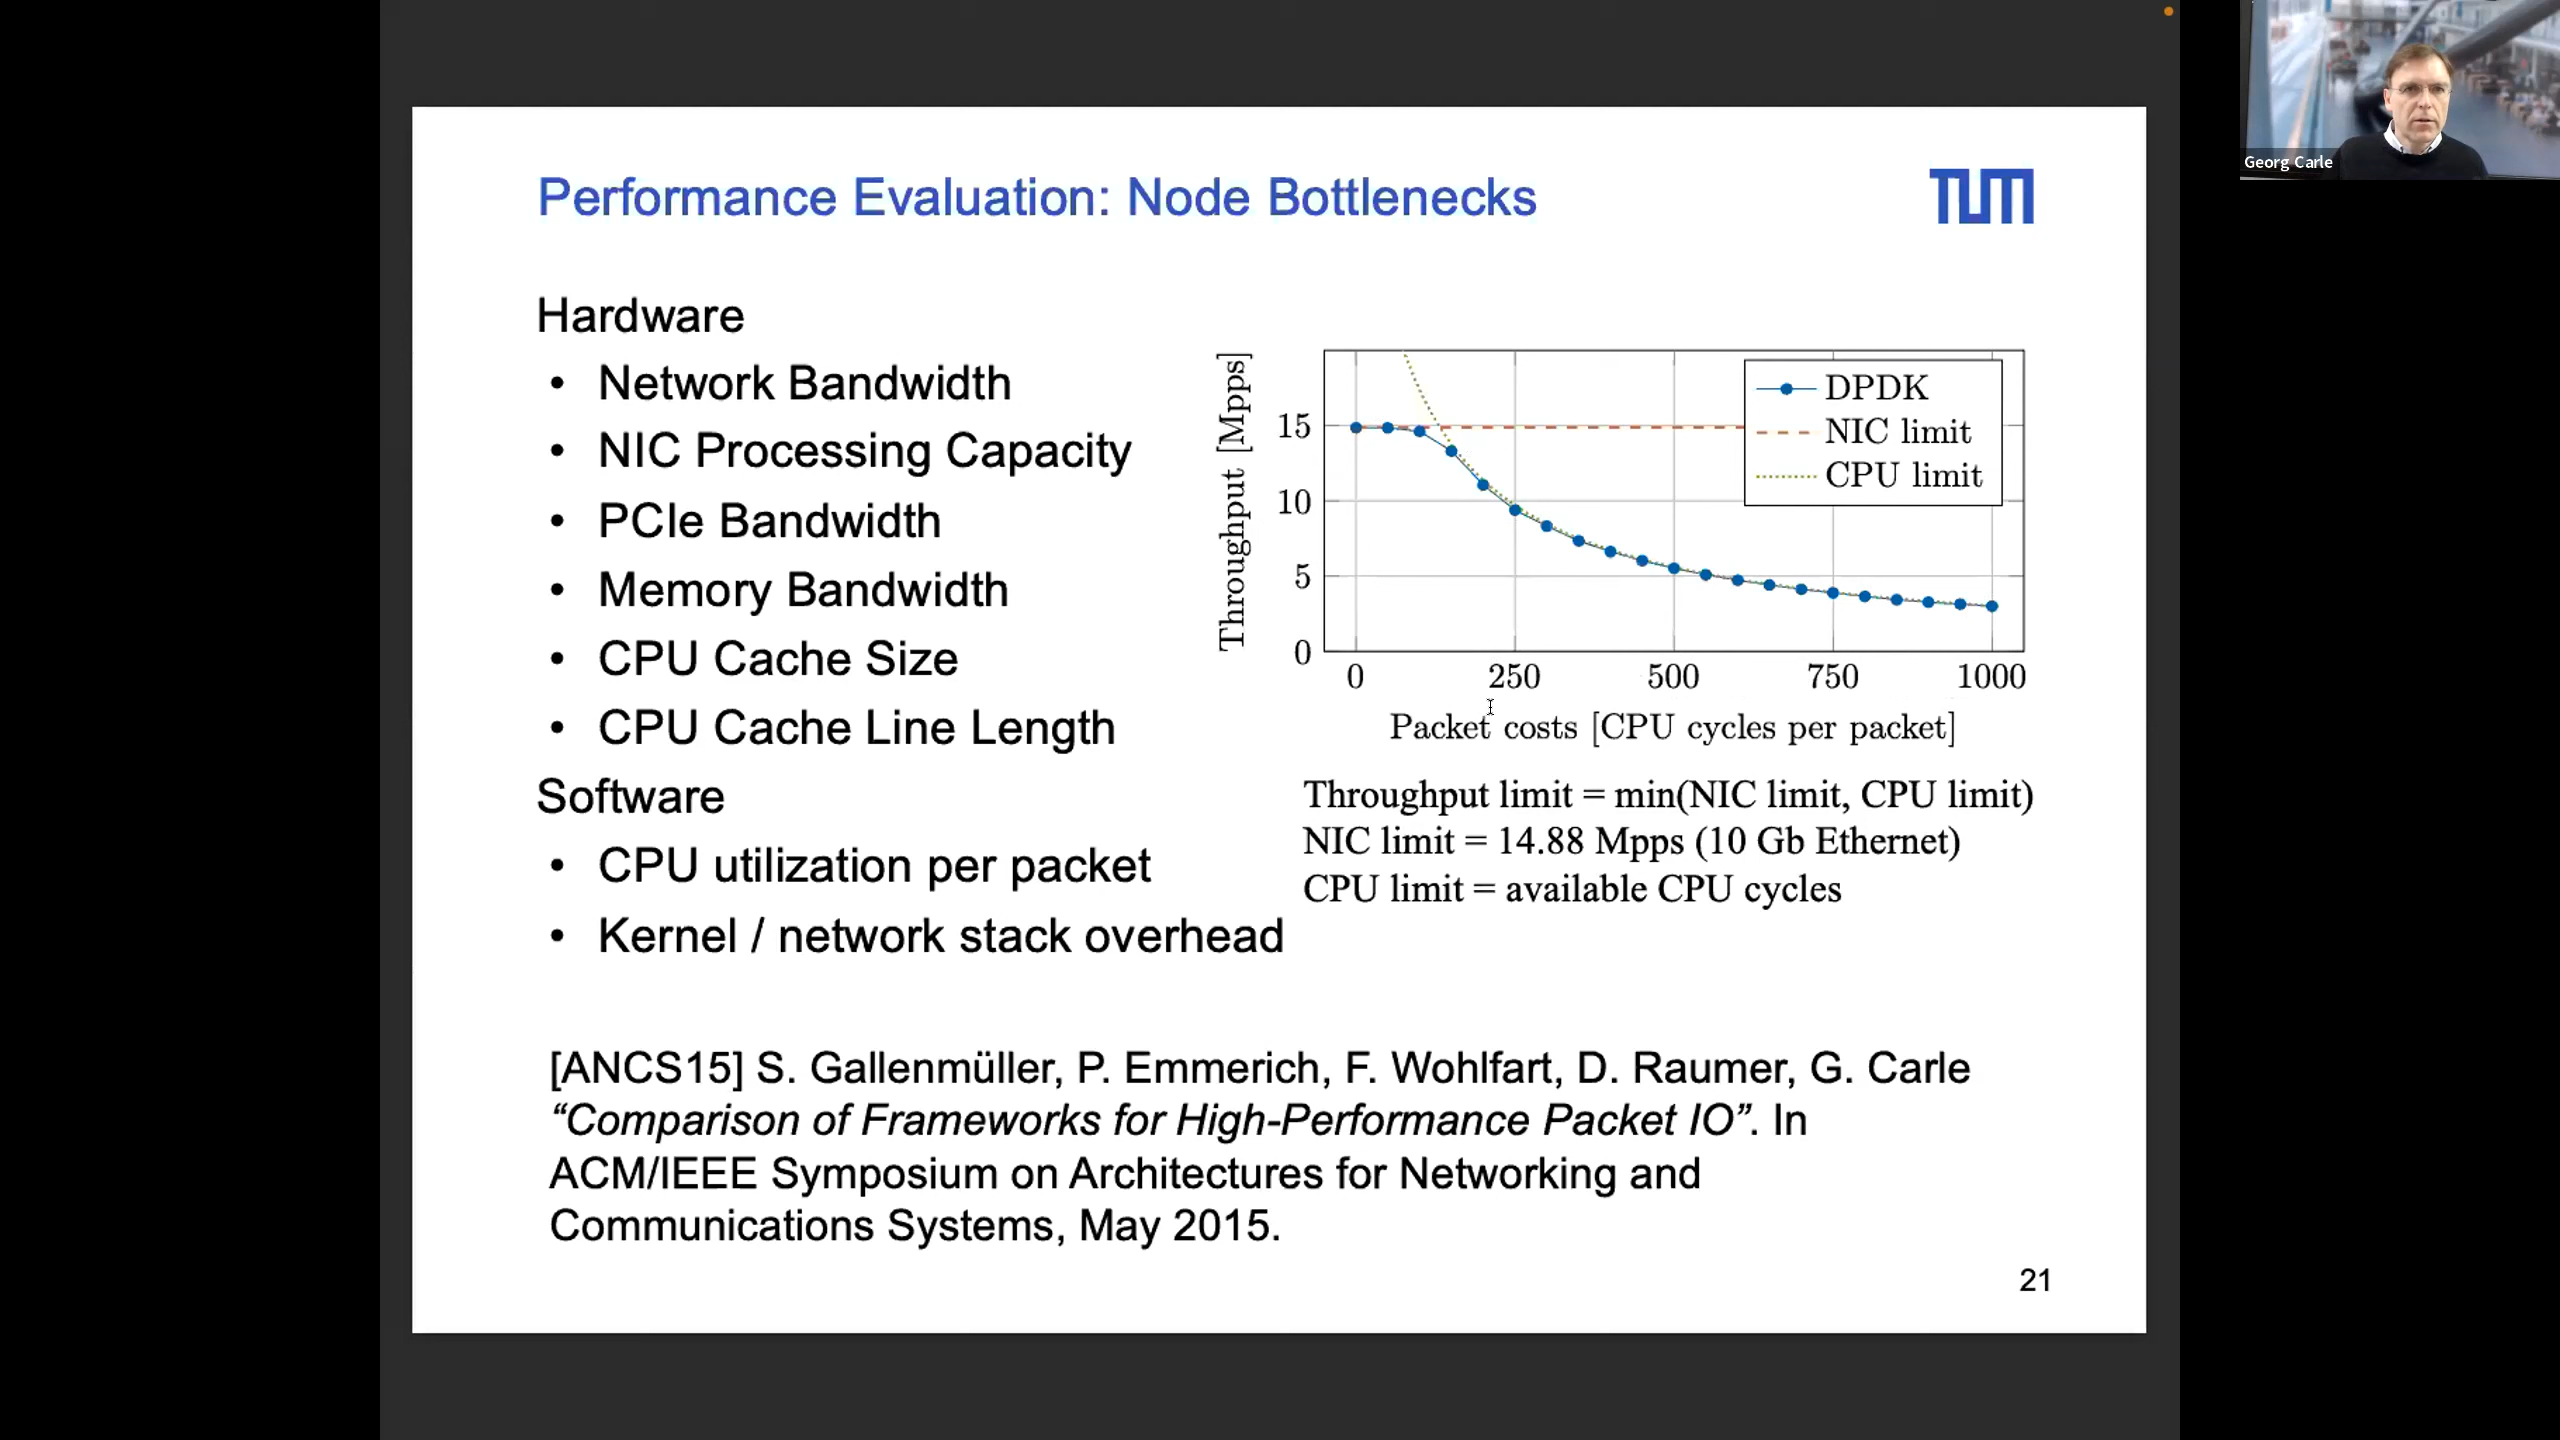 Georg Carle
Performance Evaluation: Node Bottlenecks
TUM
Hardware
• Network Bandwidth
• NIC Processing Capacity
• PCIe Bandwidth
• Memory Bandwidth
• CPU Cache Size
• CPU Cache Line Length
Software
• CPU utilization per packet
• Kernel / network stack overhead
Throughput [Mpps]
15
10
5
0
0 250 500 750 1000
Packet costs [CPU cycles per packet]
DPDK
NIC limit
CPU limit
Throughput limit = min(NIC limit, CPU limit)
NIC limit = 14.88 Mpps (10 Gb Ethernet)
CPU limit = available CPU cycles
[ANCS15] S. Gallenmüller, P. Emmerich, F. Wohlfart, D. Raumer, G. Carle
“Comparison of Frameworks for High-Performance Packet IO”. In
ACM/IEEE Symposium on Architectures for Networking and
Communications Systems, May 2015.
21